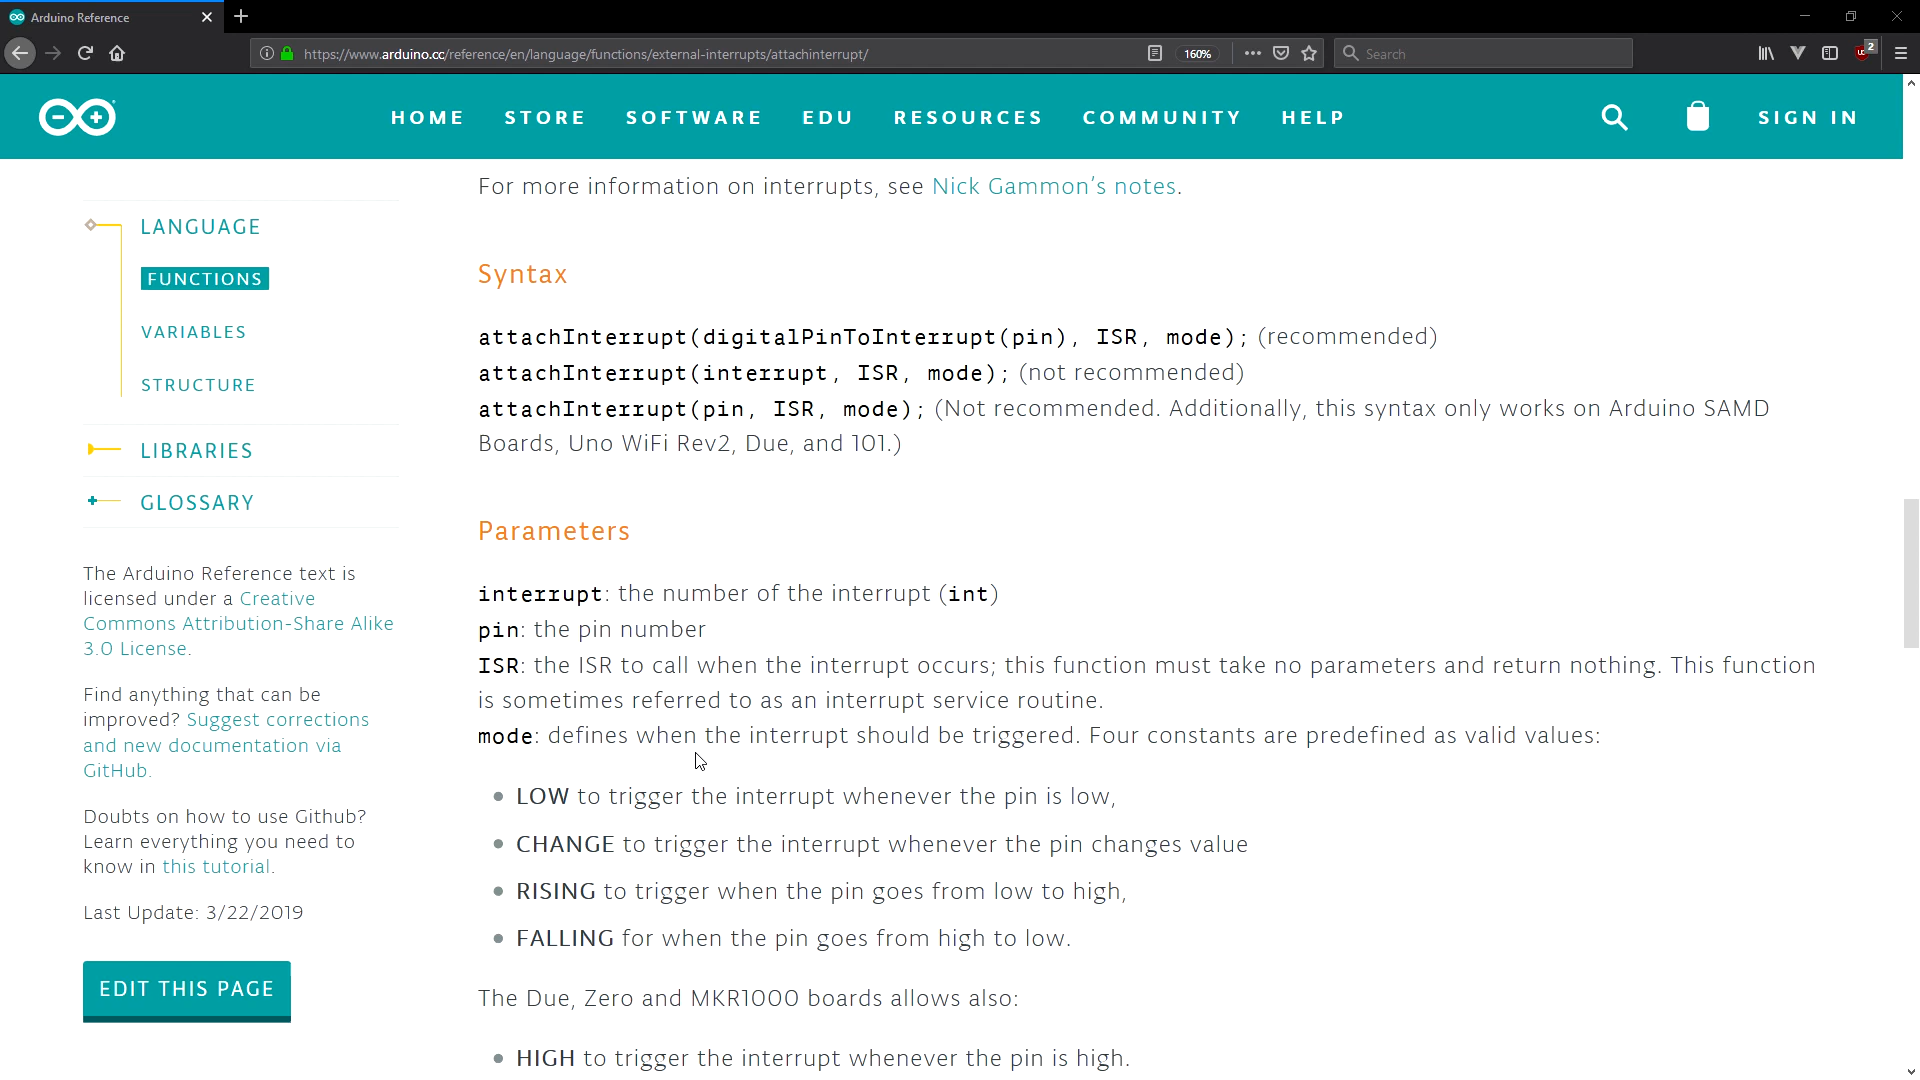 Arduino Reference
https://www.arduino.cc/reference/en/language/functions/external-interrupts/attachinterrupt/
160%
Search
2
HOME STORE SOFTWARE EDU RESOURCES COMMUNITY HELP
SIGN IN
LANGUAGE
FUNCTIONS
VARIABLES
STRUCTURE
LIBRARIES
GLOSSARY
The Arduino Reference text is
licensed under a Creative
Commons Attribution-Share Alike
3.0 License.
Find anything that can be
improved? Suggest corrections
and new documentation via
GitHub.
Doubts on how to use Github?
Learn everything you need to
know in this tutorial.
Last Update: 3/22/2019
EDIT THIS PAGE
For more information on interrupts, see Nick Gammon's notes.
Syntax
attachInterrupt(digitalPinToInterrupt(pin), ISR, mode); (recommended)
attachInterrupt(interrupt, ISR, mode); (not recommended)
attachInterrupt(pin, ISR, mode); (Not recommended. Additionally, this syntax only works on Arduino SAMD
Boards, Uno WiFi Rev2, Due, and 101.)
Parameters
interrupt: the number of the interrupt (int)
pin: the pin number
ISR: the ISR to call when the interrupt occurs; this function must take no parameters and return nothing. This function
is sometimes referred to as an interrupt service routine.
mode: defines when the interrupt should be triggered. Four constants are predefined as valid values:
• LOW to trigger the interrupt whenever the pin is low,
• CHANGE to trigger the interrupt whenever the pin changes value
• RISING to trigger when the pin goes from low to high,
• FALLING for when the pin goes from high to low.
The Due, Zero and MKR1000 boards allows also:
• HIGH to trigger the interrupt whenever the pin is high.